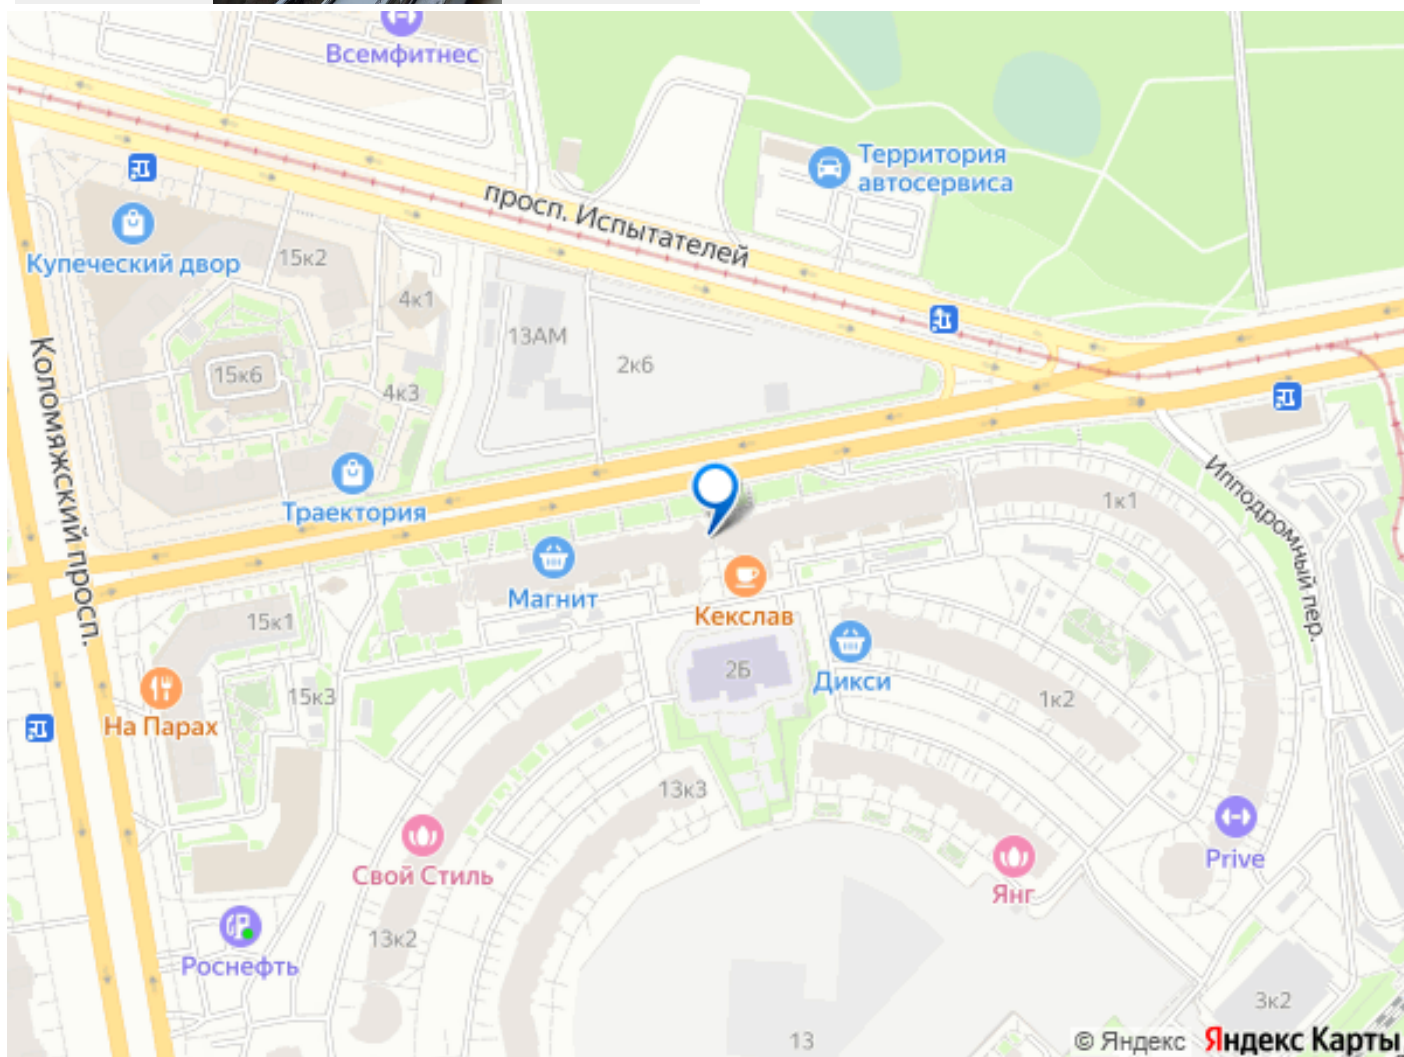 Всемфитнес
Территория
автосервиса
просп. Испытателей
Купеческий двор
15к2
4к1
13АМ
2к6
Коломяжский просп.
15к6
4к3
Траектория
Ипподромный пер.
1к1
Магнит
Кекслав
15к1
2Б
Дикси
15к3
1к2
На Парах
13к3
Свой Стиль
Янг
Prive
13к2
Роснефть
3к2
13
© Яндекс Яндекс Карты